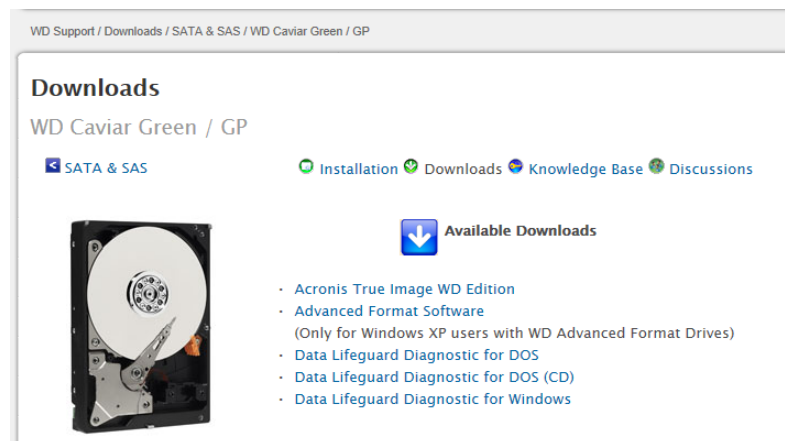 WD Support / Downloads / SATA & SAS / WD Caviar Green / GP
Downloads
WD Caviar Green / GP
SATA & SAS
Installation Downloads Knowledge Base Discussions
Available Downloads
· Acronis True Image WD Edition
· Advanced Format Software
(Only for Windows XP users with WD Advanced Format Drives)
· Data Lifeguard Diagnostic for DOS
· Data Lifeguard Diagnostic for DOS (CD)
· Data Lifeguard Diagnostic for Windows